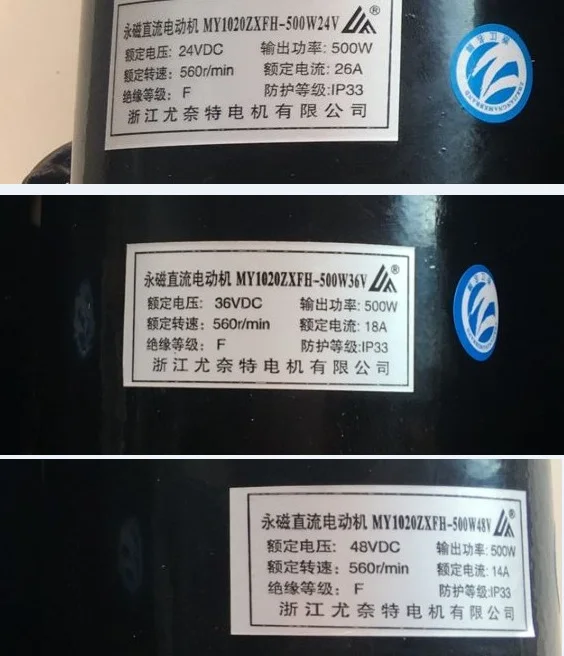 永磁直流电动机 MY1020ZXFH-500W24V ®
额定电压: 24VDC 输出功率: 500W
额定转速: 560r/min 额定电流: 26A
绝缘等级: F 防护等级:IP33
浙江尤奈特电机有限公司
永磁直流电动机 MY1020ZXFH-500W36V ®
额定电压: 36VDC 输出功率: 500W
额定转速: 560r/min 额定电流: 18A
绝缘等级: F 防护等级:IP33
浙江尤奈特电机有限公司
永磁直流电动机 MY1020ZXFH-500W48V ®
额定电压: 48VDC 输出功率: 500W
额定转速: 560r/min 额定电流: 14A
绝缘等级: F 防护等级:IP33
浙江尤奈特电机有限公司